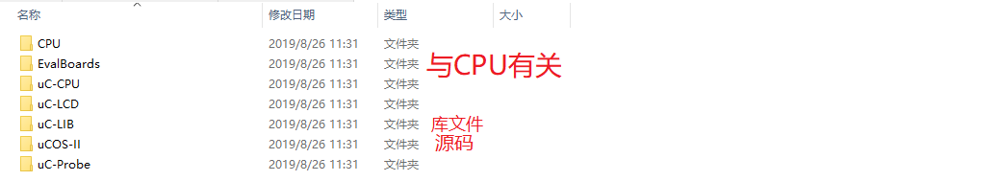 名称 修改日期 类型 大小
CPU 2019/8/26 11:31 文件夹
EvalBoards 2019/8/26 11:31 文件夹 与CPU有关
uC-CPU 2019/8/26 11:31 文件夹
uC-LCD 2019/8/26 11:31 文件夹
uC-LIB 2019/8/26 11:31 文件夹 库文件
uCOS-II 2019/8/26 11:31 文件夹 源码
uC-Probe 2019/8/26 11:31 文件夹